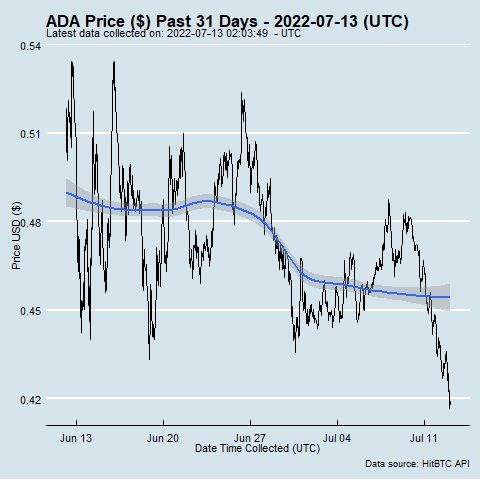 ADA Price ($) Past 31 Days - 2022-07-13 (UTC)
Latest data collected on: 2022-07-13 02:03:49 - UTC
0.54
0.51
0.48
0.45
0.42
Price USD ($)
Jun 13 Jun 20 Jun 27 Jul 04 Jul 11
Date Time Collected (UTC)
Data source: HitBTC API